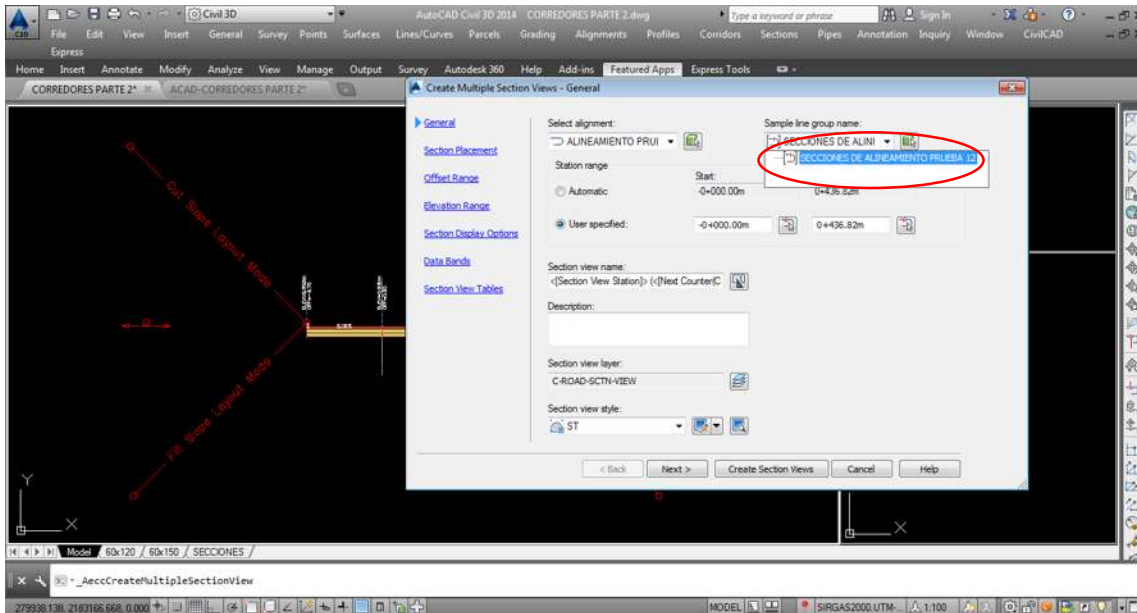 Civil 3D
AutoCAD Civil 3D 2014 CORREDORES PARTE 2.dwg
Type a keyword or phrase
Sign In
File Edit View Insert General Survey Points Surfaces Lines/Curves Parcels Grading Alignments Profiles Corridors Sections Pipes Annotation Inquiry Window CivilCAD
Express
Home Insert Annotate Modify Analyze View Manage Output Survey Autodesk 360 Help Add-ins Featured Apps Express Tools
CORREDORES PARTE 2* ACAD-CORREDORES PARTE 2*
Create Multiple Section Views - General
General
Section Placement
Offset Range
Elevation Range
Section Display Options
Data Bands
Section View Tables
Select alignment:
ALINEAMIENTO PRUI
Sample line group name:
SECCIONES DE ALINI
SECCIONES DE ALINEAMIENTO PRUEBA 12
Station range
Start:
Automatic
-0+000.00m
0+436.82m
User specified:
-0+000.00m
0+436.82m
Section view name:
<[Section View Station]> (<[Next Counter(C
Description:
Section view layer:
C-ROAD-SCTN-VIEW
Section view style:
ST
< Back Next > Create Section Views Cancel Help
Cut Slope Layout Mode
Fill Slope Layout Mode
Y
X
X
Model 60x120 60x150 SECCIONES
-_AeccCreateMultipleSectionView
279938.138, 2183166.668, 0.000
MODEL
SIRGAS2000.UTM-...
1:100